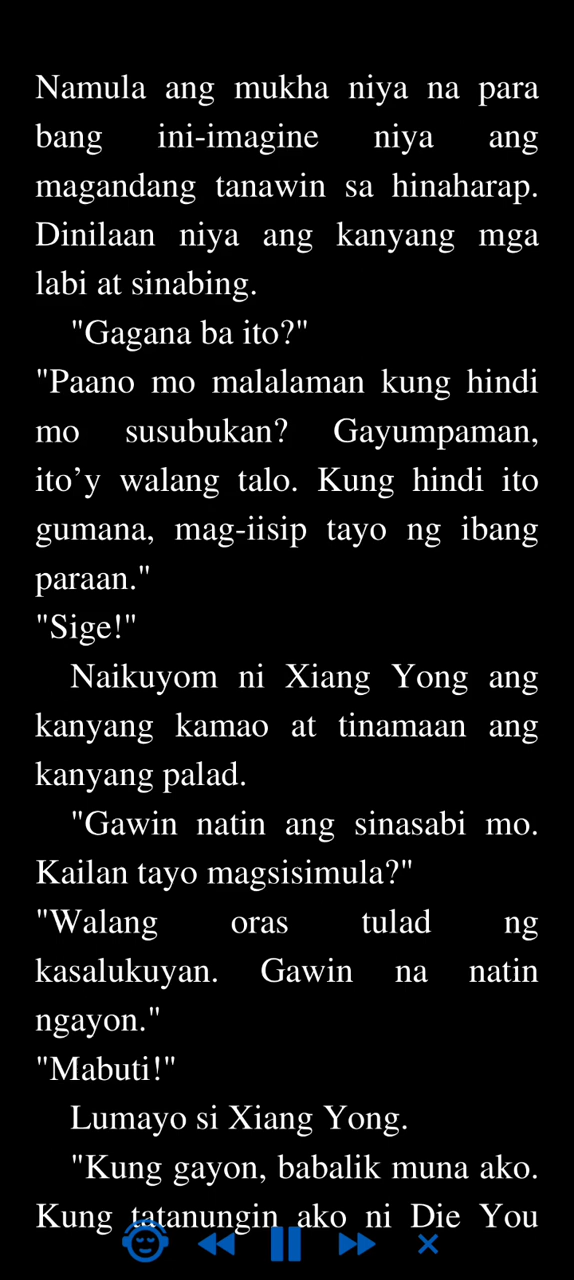 Namula ang mukha niya na para
bang ini-imagine niya ang
magandang tanawin sa hinaharap.
Dinilaan niya ang kanyang mga
labi at sinabing.
"Gagana ba ito?"
"Paano mo malalaman kung hindi
mo susubukan? Gayumpaman,
ito’y walang talo. Kung hindi ito
gumana, mag-iisip tayo ng ibang
paraan."
"Sige!"
Naikuyom ni Xiang Yong ang
kanyang kamao at tinamaan ang
kanyang palad.
"Gawin natin ang sinasabi mo.
Kailan tayo magsisimula?"
"Walang oras tulad ng
kasalukuyan. Gawin na natin
ngayon."
"Mabuti!"
Lumayo si Xiang Yong.
"Kung gayon, babalik muna ako.
Kung tatanungin ako ni Die You